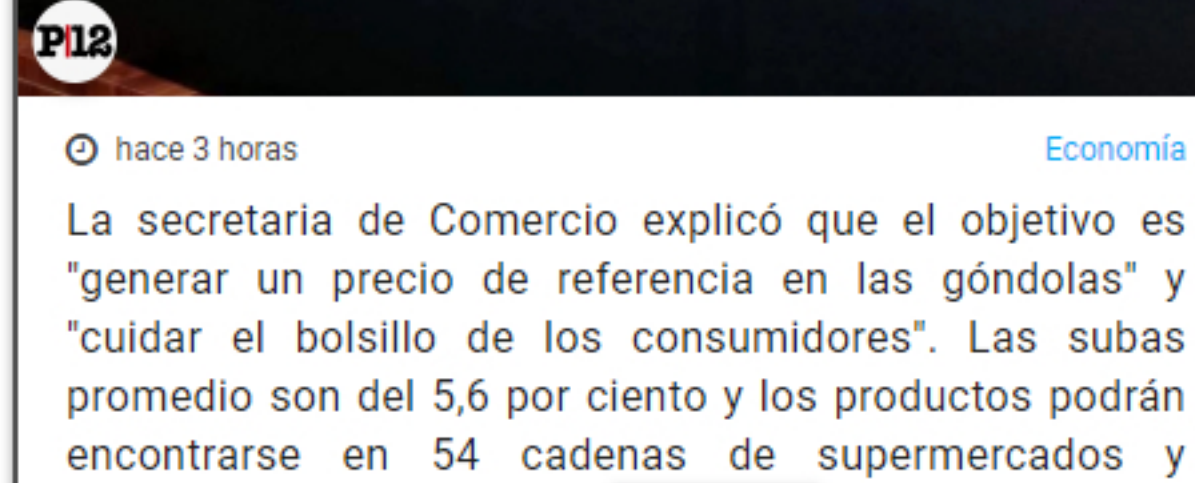 P|12
hace 3 horas
Economía
La secretaria de Comercio explicó que el objetivo es
"generar un precio de referencia en las góndolas" y
"cuidar el bolsillo de los consumidores". Las subas
promedio son del 5,6 por ciento y los productos podrán
encontrarse en 54 cadenas de supermercados y